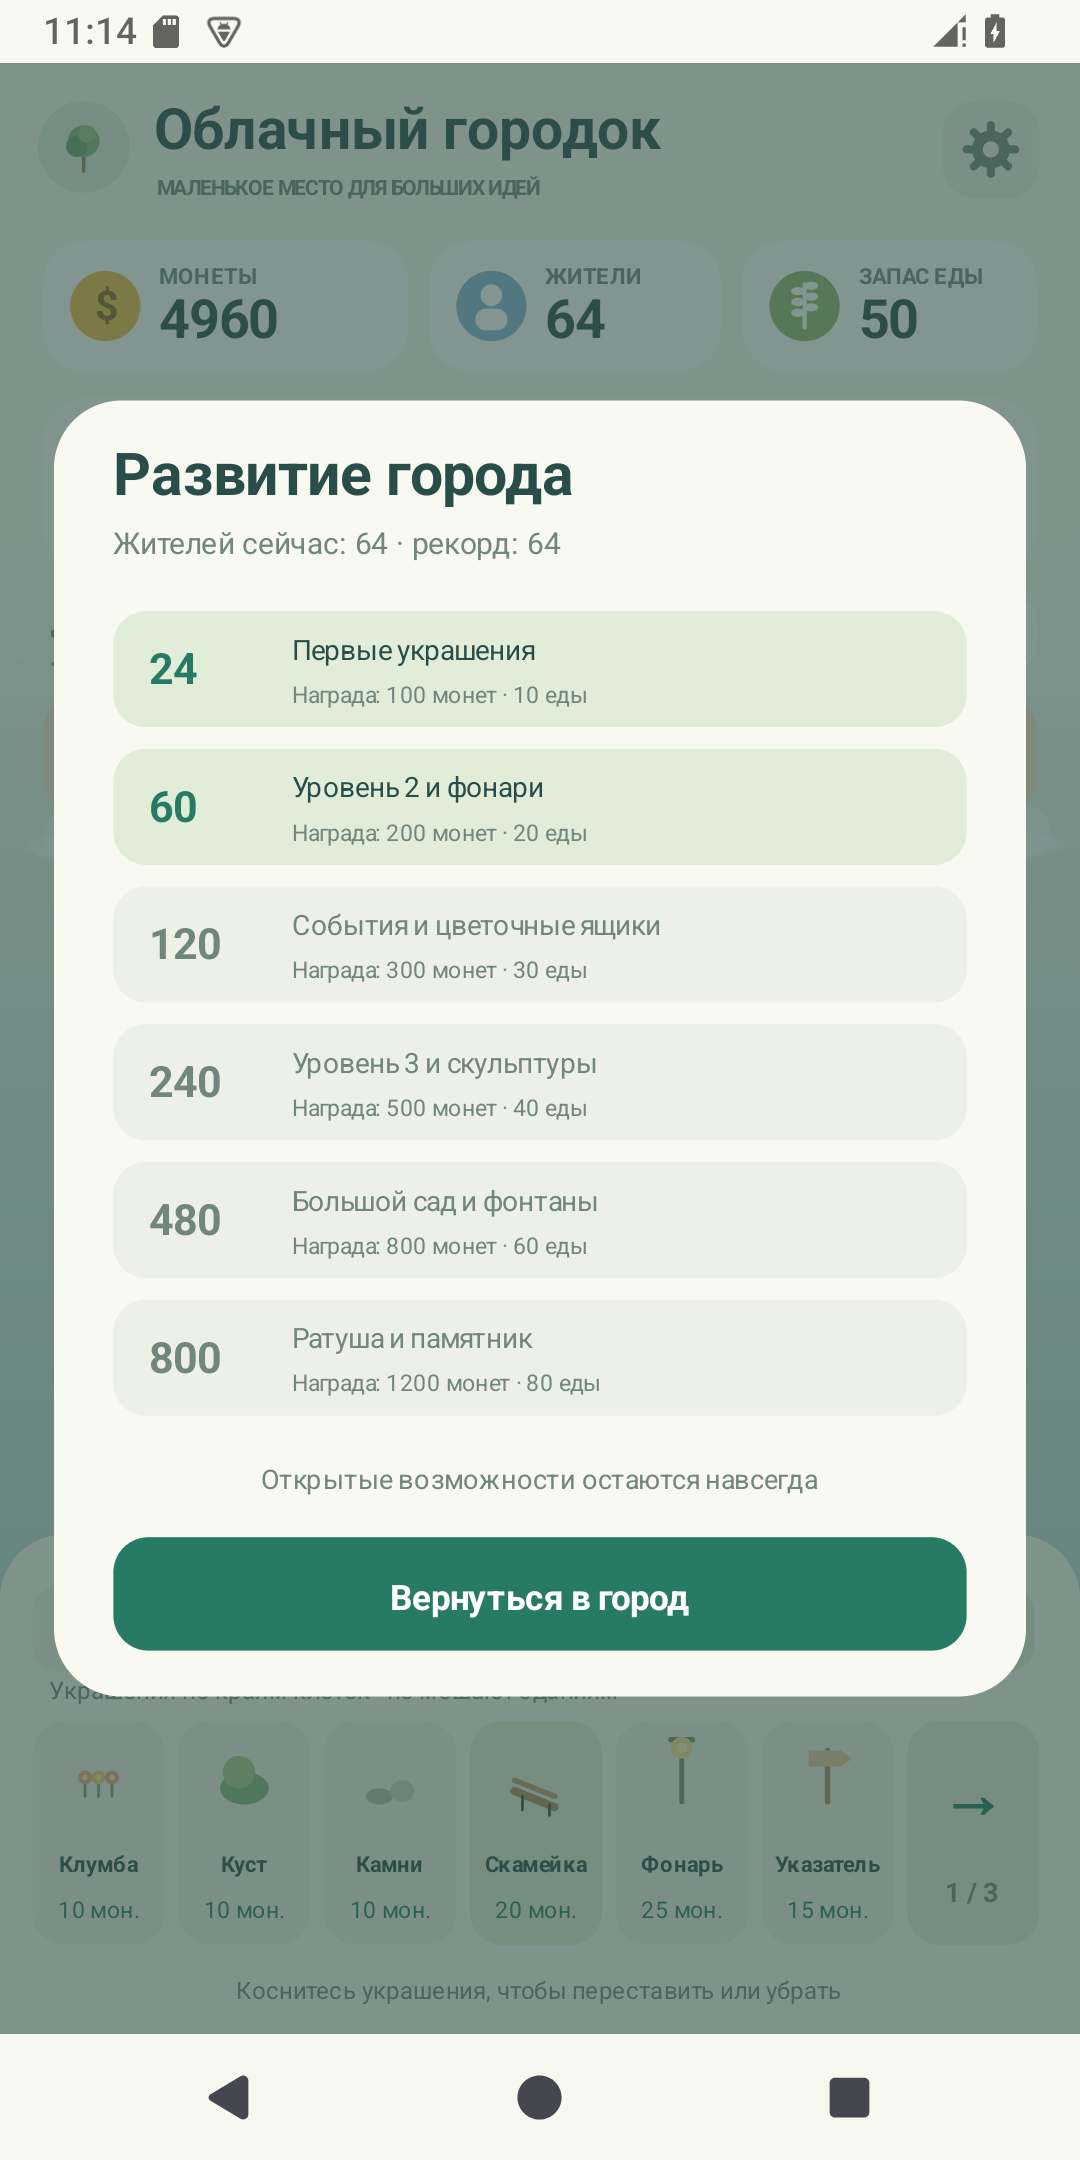 11:14
Облачный городок
МАЛЕНЬКОЕ МЕСТО ДЛЯ БОЛЬШИХ ИДЕЙ
МОНЕТЫ
4960
ЖИТЕЛИ
64
ЗАПАС ЕДЫ
50
Развитие города
Жителей сейчас: 64 · рекорд: 64
24
Первые украшения
Награда: 100 монет · 10 еды
60
Уровень 2 и фонари
Награда: 200 монет · 20 еды
120
События и цветочные ящики
Награда: 300 монет · 30 еды
240
Уровень 3 и скульптуры
Награда: 500 монет · 40 еды
480
Большой сад и фонтаны
Награда: 800 монет · 60 еды
800
Ратуша и памятник
Награда: 1200 монет · 80 еды
Открытые возможности остаются навсегда
Вернуться в город
Клумба
10 мон.
Куст
10 мон.
Камни
10 мон.
Скамейка
20 мон.
Фонарь
25 мон.
Указатель
15 мон.
→
1 / 3
Коснитесь украшения, чтобы переставить или убрать